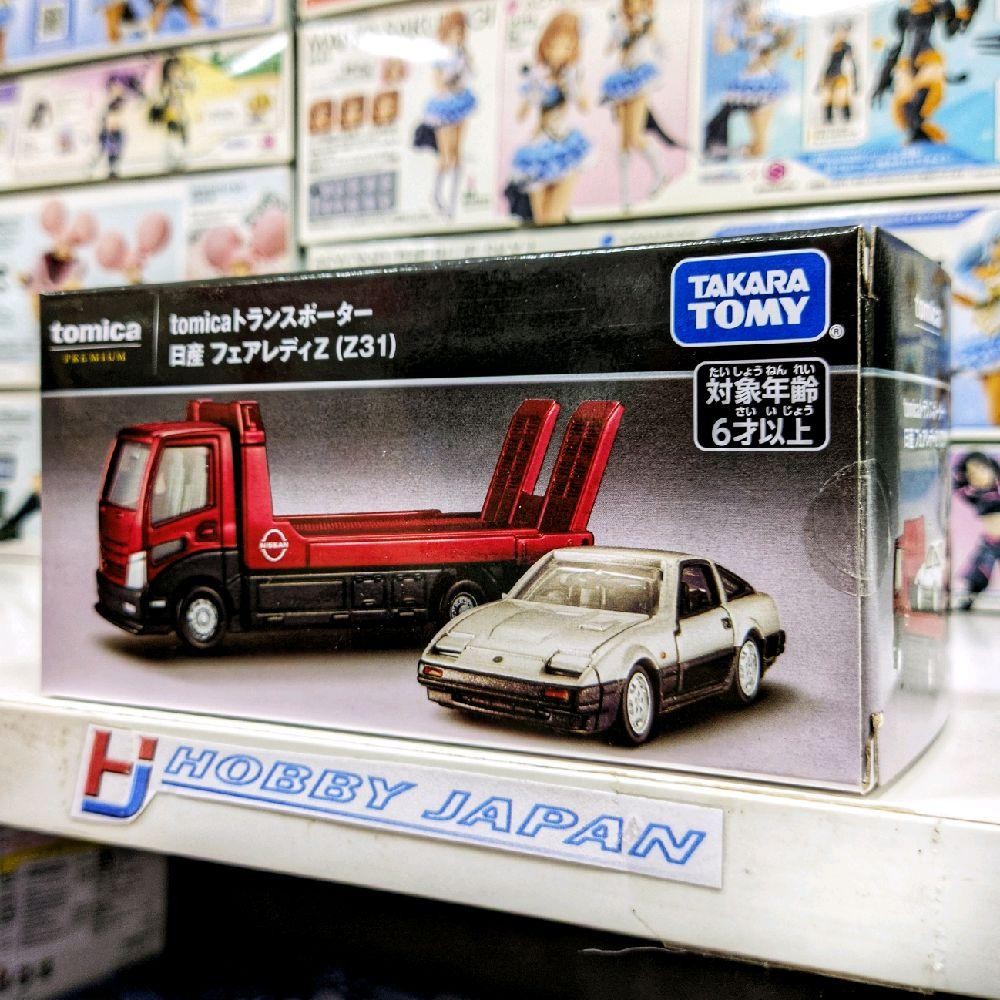 tomica
PREMIUM
tomicaトランスポーター
日産 フェアレディZ (Z31)
TAKARA
TOMY
®
たいしょうねんれい
対象年齢
さいいじょう
6才以上
NISSAN
HJ HOBBY JAPAN